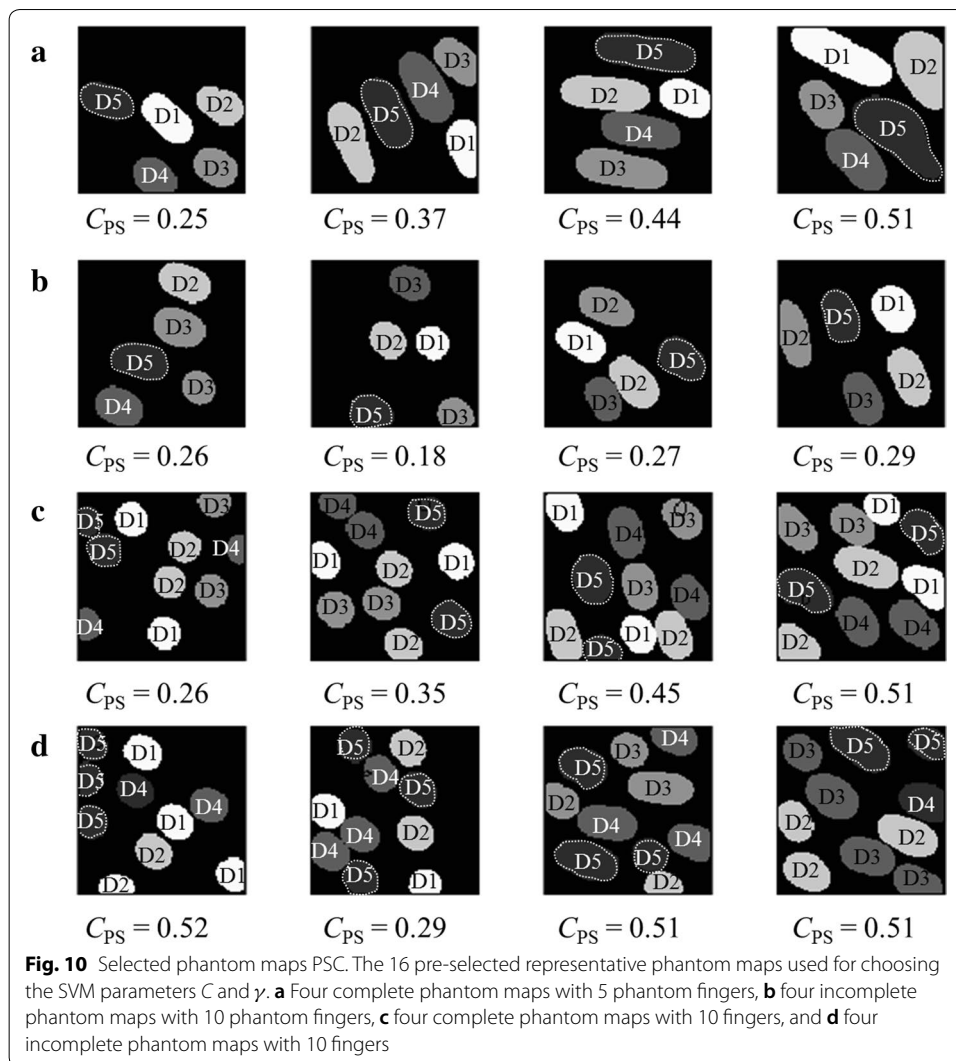 a
D5 D1 D2 D4 D3
D2 D5 D4 D3 D1
D5 D2 D1 D4 D3
D1 D2 D3 D5 D4
C_PS = 0.25 C_PS = 0.37 C_PS = 0.44 C_PS = 0.51
b
D2 D3 D5 D3 D4
D3 D2 D1 D5 D3
D2 D1 D5 D2 D3
D2 D5 D1 D2 D3
C_PS = 0.26 C_PS = 0.18 C_PS = 0.27 C_PS = 0.29
c
D5 D1 D3 D5 D2 D4 D2 D3 D4 D1
D4 D5 D4 D1 D2 D1 D3 D3 D5 D2
D1 D4 D3 D5 D3 D4 D2 D1 D2 D5
D3 D3 D1 D5 D2 D5 D1 D4 D4 D2
C_PS = 0.26 C_PS = 0.35 C_PS = 0.45 C_PS = 0.51
d
D5 D1 D5 D4 D4 D5 D1 D2 D2 D1
D5 D2 D4 D5 D1 D4 D2 D4 D5 D1
D3 D4 D5 D2 D3 D4 D4 D5 D5 D2
D3 D5 D5 D3 D4 D2 D2 D2 D3 D3
C_PS = 0.52 C_PS = 0.29 C_PS = 0.51 C_PS = 0.51
Fig. 10 Selected phantom maps PSC. The 16 pre-selected representative phantom maps used for choosing
the SVM parameters C and γ. a Four complete phantom maps with 5 phantom fingers, b four incomplete
phantom maps with 10 phantom fingers, c four complete phantom maps with 10 fingers, and d four
incomplete phantom maps with 10 fingers